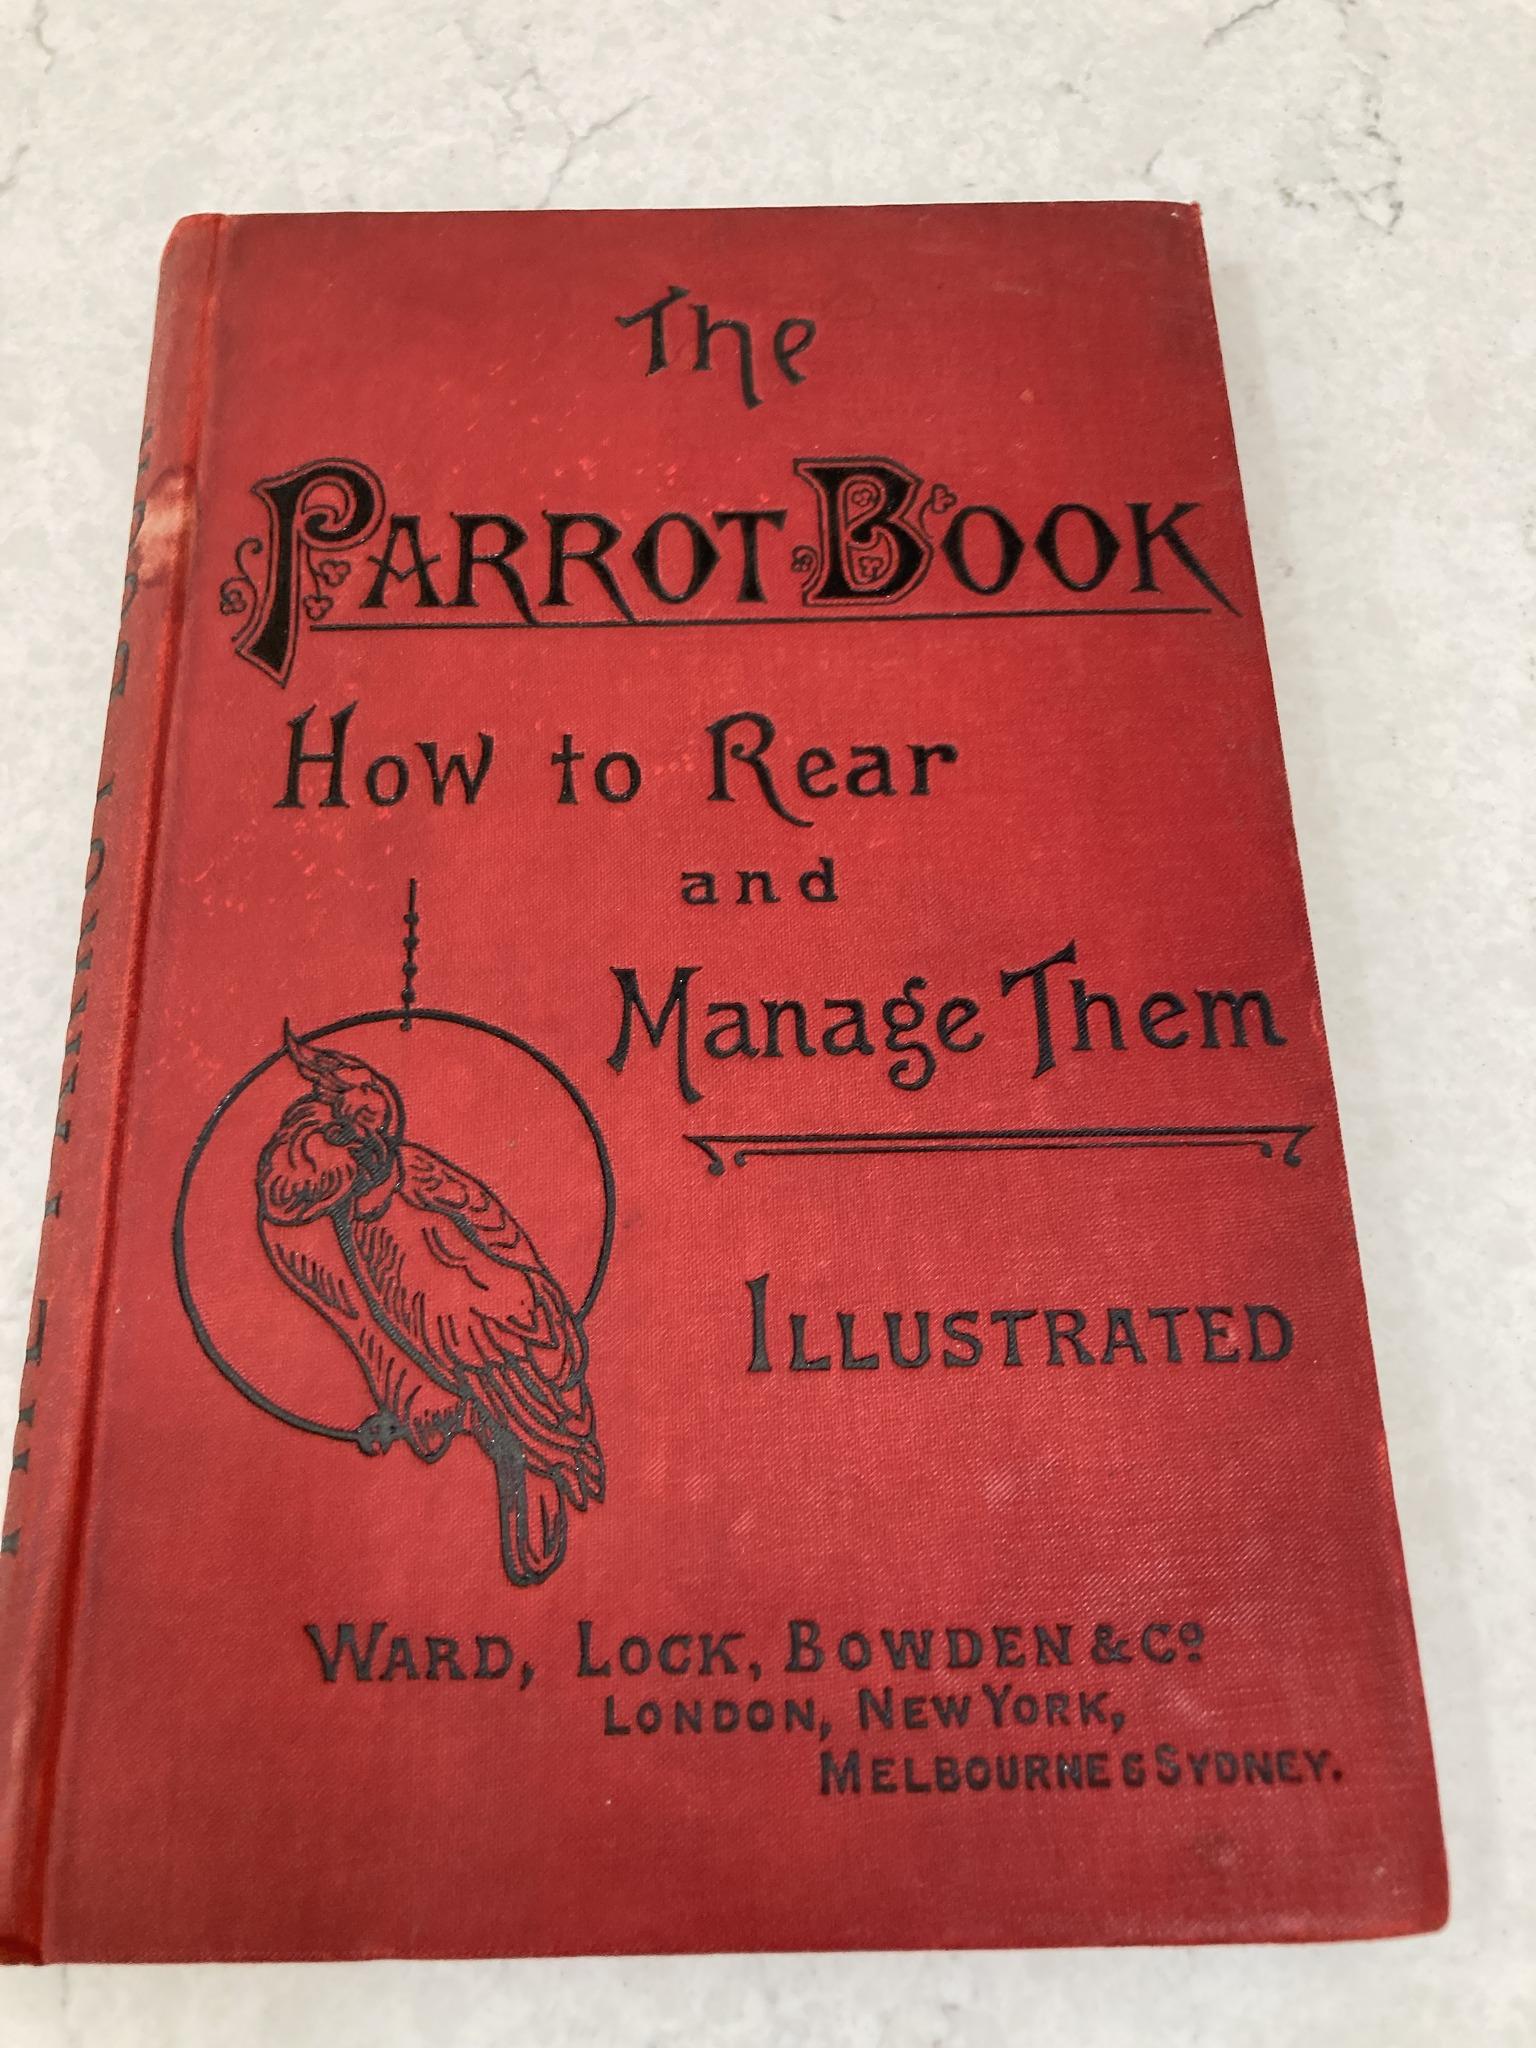 The
PARROT BOOK
How to Rear
and
Manage Them
ILLUSTRATED
WARD, LOCK, BOWDEN & Cº
LONDON, NEW YORK,
MELBOURNE & SYDNEY.